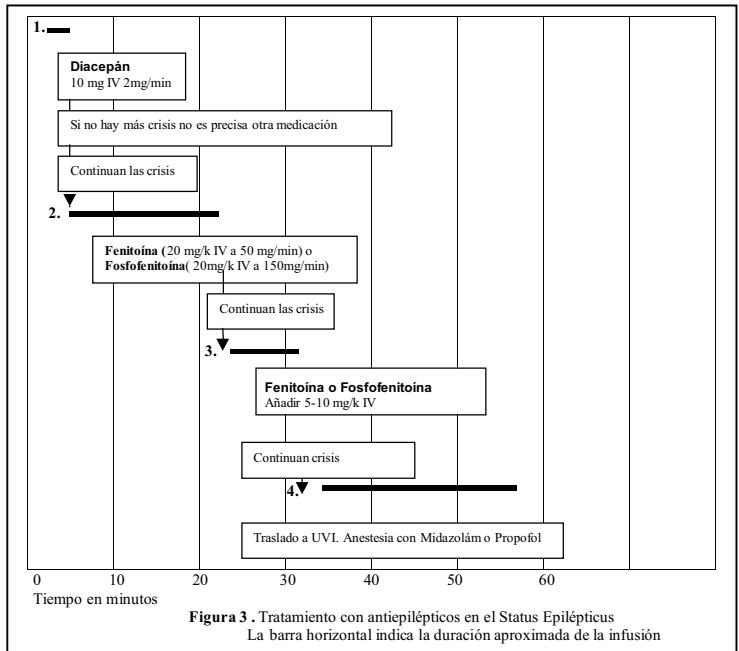 1.
Diacepán
10 mg IV 2mg/min
Si no hay más crisis no es precisa otra medicación
Continuan las crisis
2.
Fenitoína (20 mg/k IV a 50 mg/min) o
Fosfofenitoína( 20mg/k IV a 150mg/min)
Continuan las crisis
3.
Fenitoína o Fosfofenitoína
Añadir 5-10 mg/k IV
Continuan crisis
4.
Traslado a UVI. Anestesia con Midazolám o Propofol
0 10 20 30 40 50 60
Tiempo en minutos
Figura 3 . Tratamiento con antiepilépticos en el Status Epilépticus
La barra horizontal indica la duración aproximada de la infusión